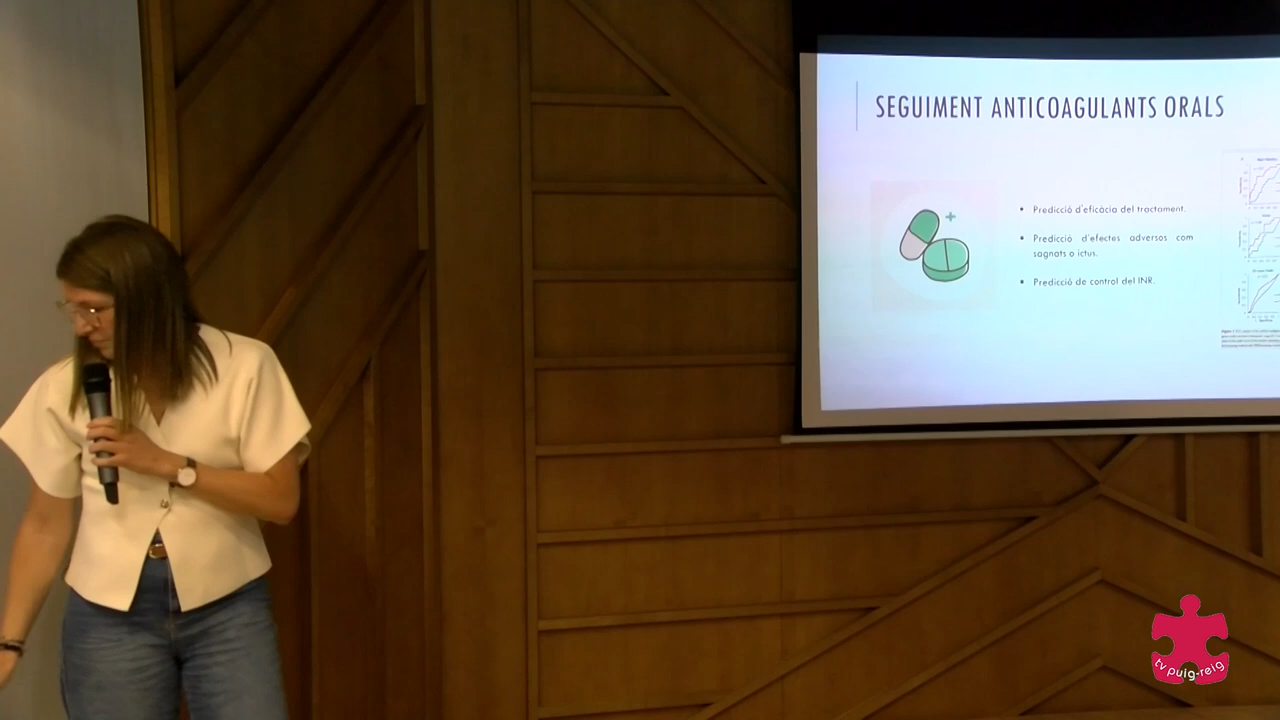 SEGUIMENT ANTICOAGULANTS ORALS
• Predicció d'eficàcia del tractament.
• Predicció d'efectes adversos com
sagnats o ictus.
• Predicció de control del INR.
tv puig-reig